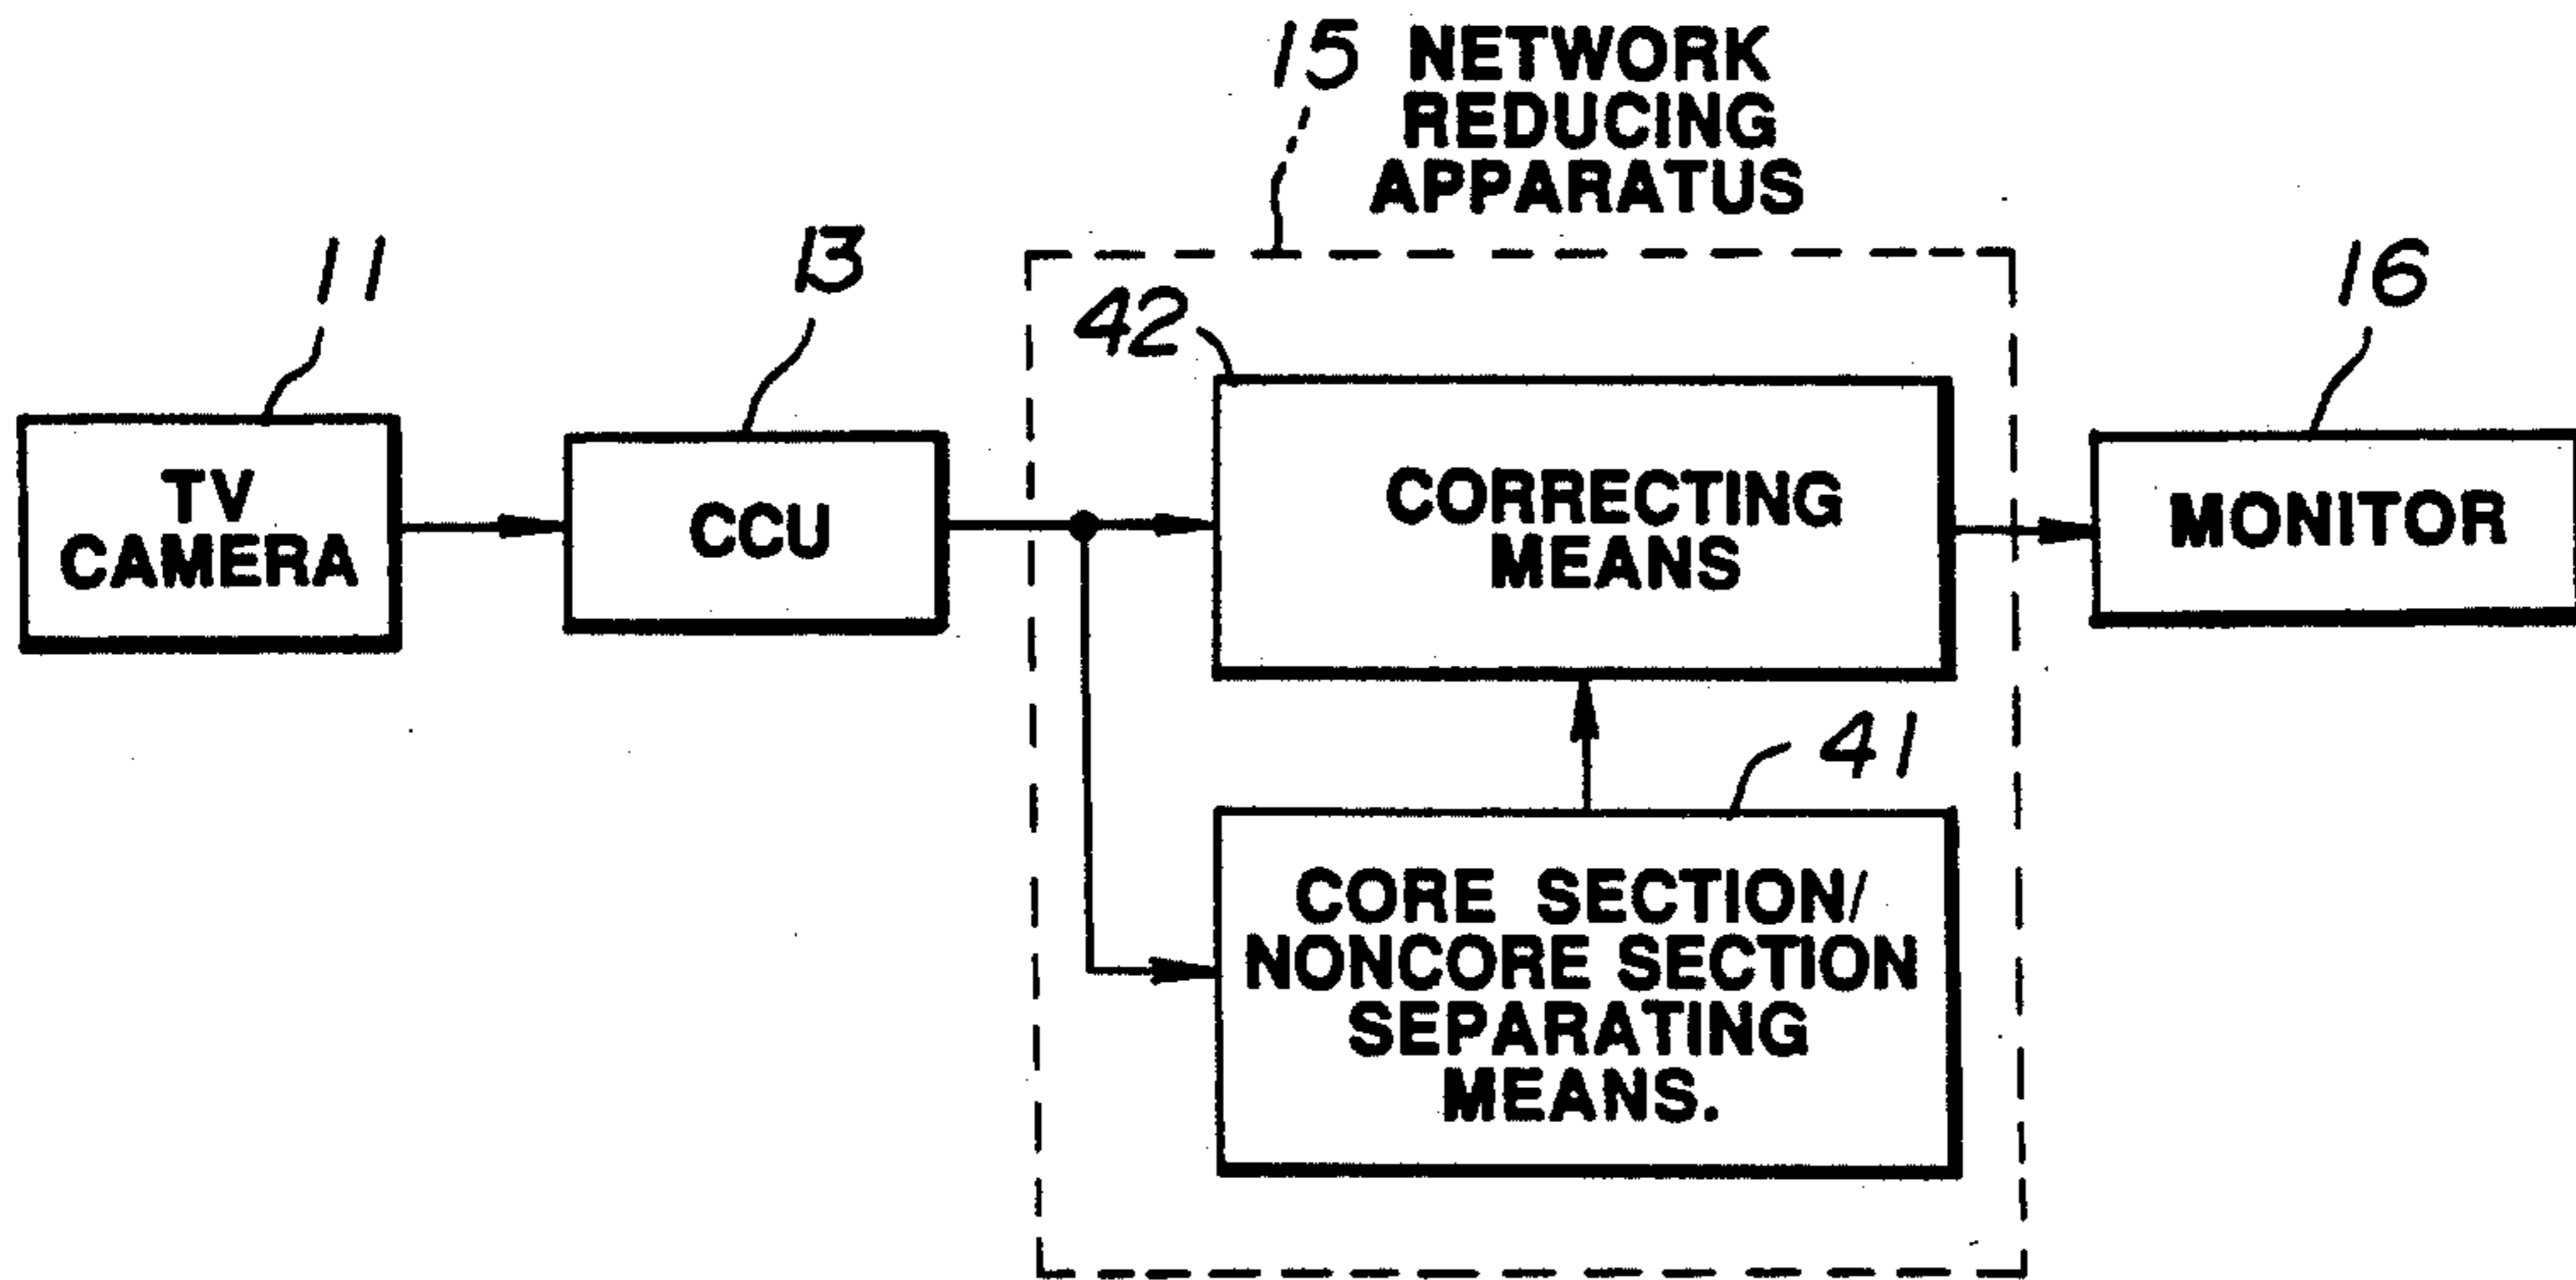 15 NETWORK
REDUCING
APPARATUS
11
13
42
16
TV
CAMERA
CCU
CORRECTING
MEANS
MONITOR
41
CORE SECTION/
NONCORE SECTION
SEPARATING
MEANS.